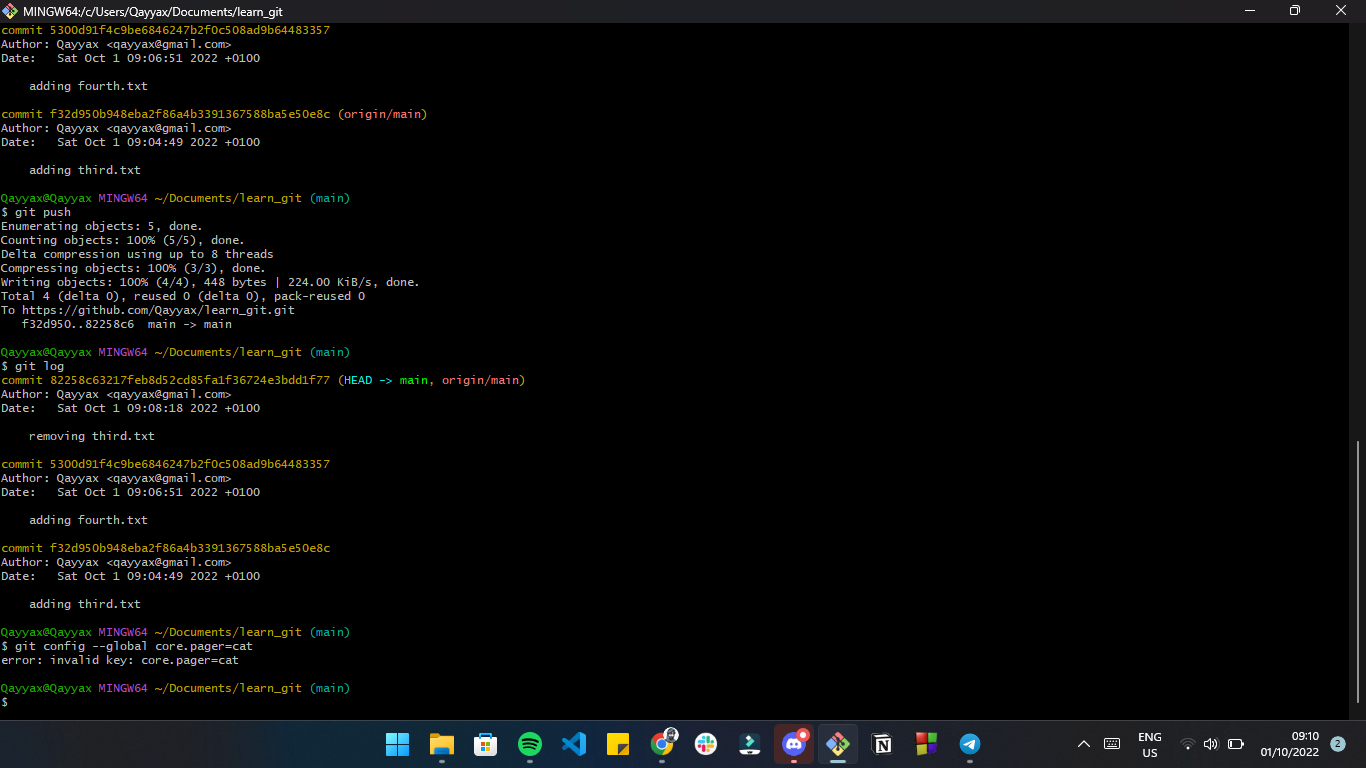 MINGW64:/c/Users/Qayyax/Documents/learn_git
commit 5300d91f4c9be6846247b2f0c508ad9b64483357
Author: Qayyax <qayyax@gmail.com>
Date:   Sat Oct 1 09:06:51 2022 +0100
    adding fourth.txt
commit f32d950b948eba2f86a4b3391367588ba5e50e8c (origin/main)
Author: Qayyax <qayyax@gmail.com>
Date:   Sat Oct 1 09:04:49 2022 +0100
    adding third.txt
Qayyax@Qayyax MINGW64 ~/Documents/learn_git (main)
$ git push
Enumerating objects: 5, done.
Counting objects: 100% (5/5), done.
Delta compression using up to 8 threads
Compressing objects: 100% (3/3), done.
Writing objects: 100% (4/4), 448 bytes | 224.00 KiB/s, done.
Total 4 (delta 0), reused 0 (delta 0), pack-reused 0
To https://github.com/Qayyax/learn_git.git
   f32d950..82258c6  main -> main
Qayyax@Qayyax MINGW64 ~/Documents/learn_git (main)
$ git log
commit 82258c63217feb8d52cd85fa1f36724e3bdd1f77 (HEAD -> main, origin/main)
Author: Qayyax <qayyax@gmail.com>
Date:   Sat Oct 1 09:08:18 2022 +0100
    removing third.txt
commit 5300d91f4c9be6846247b2f0c508ad9b64483357
Author: Qayyax <qayyax@gmail.com>
Date:   Sat Oct 1 09:06:51 2022 +0100
    adding fourth.txt
commit f32d950b948eba2f86a4b3391367588ba5e50e8c
Author: Qayyax <qayyax@gmail.com>
Date:   Sat Oct 1 09:04:49 2022 +0100
    adding third.txt
Qayyax@Qayyax MINGW64 ~/Documents/learn_git (main)
$ git config --global core.pager=cat
error: invalid key: core.pager=cat
Qayyax@Qayyax MINGW64 ~/Documents/learn_git (main)
$
ENG
US
09:10
01/10/2022
2